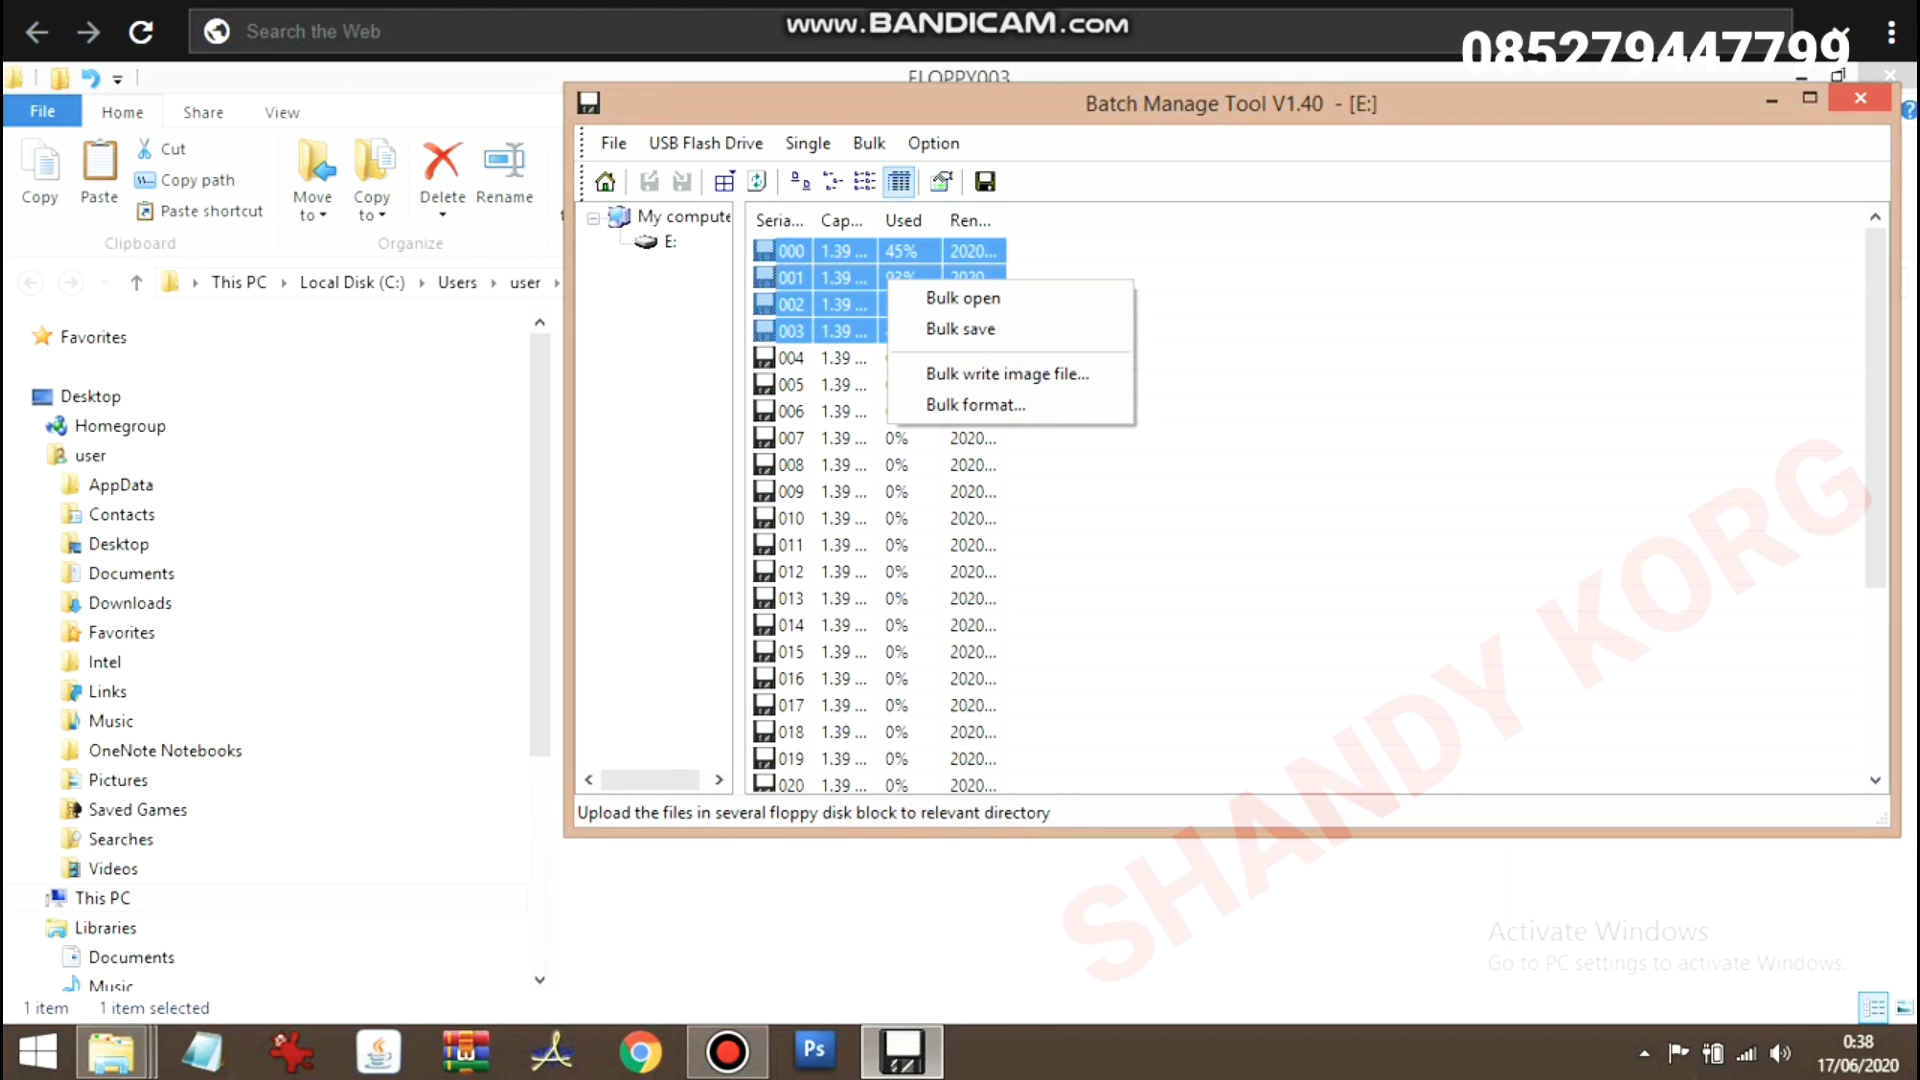 Search the Web
www.BANDICAM.com
085279447799
FLOPPY003
File
Home
Share
View
Copy
Paste
Cut
Copy path
Paste shortcut
Move to
Copy to
Delete
Rename
Clipboard
Organize
This PC
Local Disk (C:)
Users
user
Favorites
Desktop
Homegroup
user
AppData
Contacts
Desktop
Documents
Downloads
Favorites
Intel
Links
Music
OneNote Notebooks
Pictures
Saved Games
Searches
Videos
This PC
Libraries
Documents
Music
1 item
1 item selected
Batch Manage Tool V1.40 - [E:]
File
USB Flash Drive
Single
Bulk
Option
My compute
E:
Seria... Cap... Used Ren...
000 1.39 ... 45% 2020...
001 1.39 ... 93% 2020...
002 1.39 ...
003 1.39 ...
004 1.39 ...
005 1.39 ...
006 1.39 ...
007 1.39 ... 0% 2020...
008 1.39 ... 0% 2020...
009 1.39 ... 0% 2020...
010 1.39 ... 0% 2020...
011 1.39 ... 0% 2020...
012 1.39 ... 0% 2020...
013 1.39 ... 0% 2020...
014 1.39 ... 0% 2020...
015 1.39 ... 0% 2020...
016 1.39 ... 0% 2020...
017 1.39 ... 0% 2020...
018 1.39 ... 0% 2020...
019 1.39 ... 0% 2020...
020 1.39 ... 0% 2020...
Bulk open
Bulk save
Bulk write image file...
Bulk format...
Upload the files in several floppy disk block to relevant directory
SHANDY KORG
Activate Windows
Go to PC settings to activate Windows.
Ps
0:38
17/06/2020